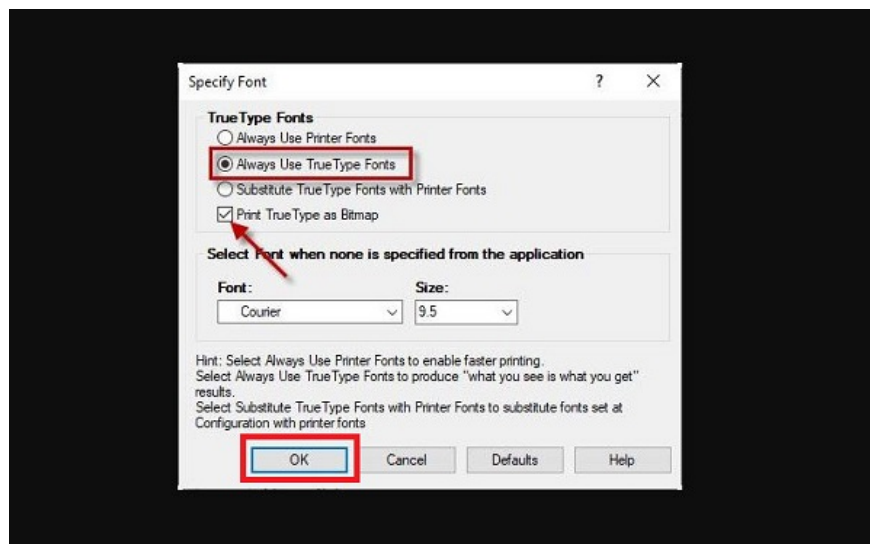 Specify Font ?
TrueType Fonts
Always Use Printer Fonts
Always Use TrueType Fonts
Substitute TrueType Fonts with Printer Fonts
Print TrueType as Bitmap
Select Font when none is specified from the application
Font: Size:
Courier 9.5
Hint: Select Always Use Printer Fonts to enable faster printing.
Select Always Use TrueType Fonts to produce "what you see is what you get"
results.
Select Substitute TrueType Fonts with Printer Fonts to substitute fonts set at
Configuration with printer fonts
OK Cancel Defaults Help